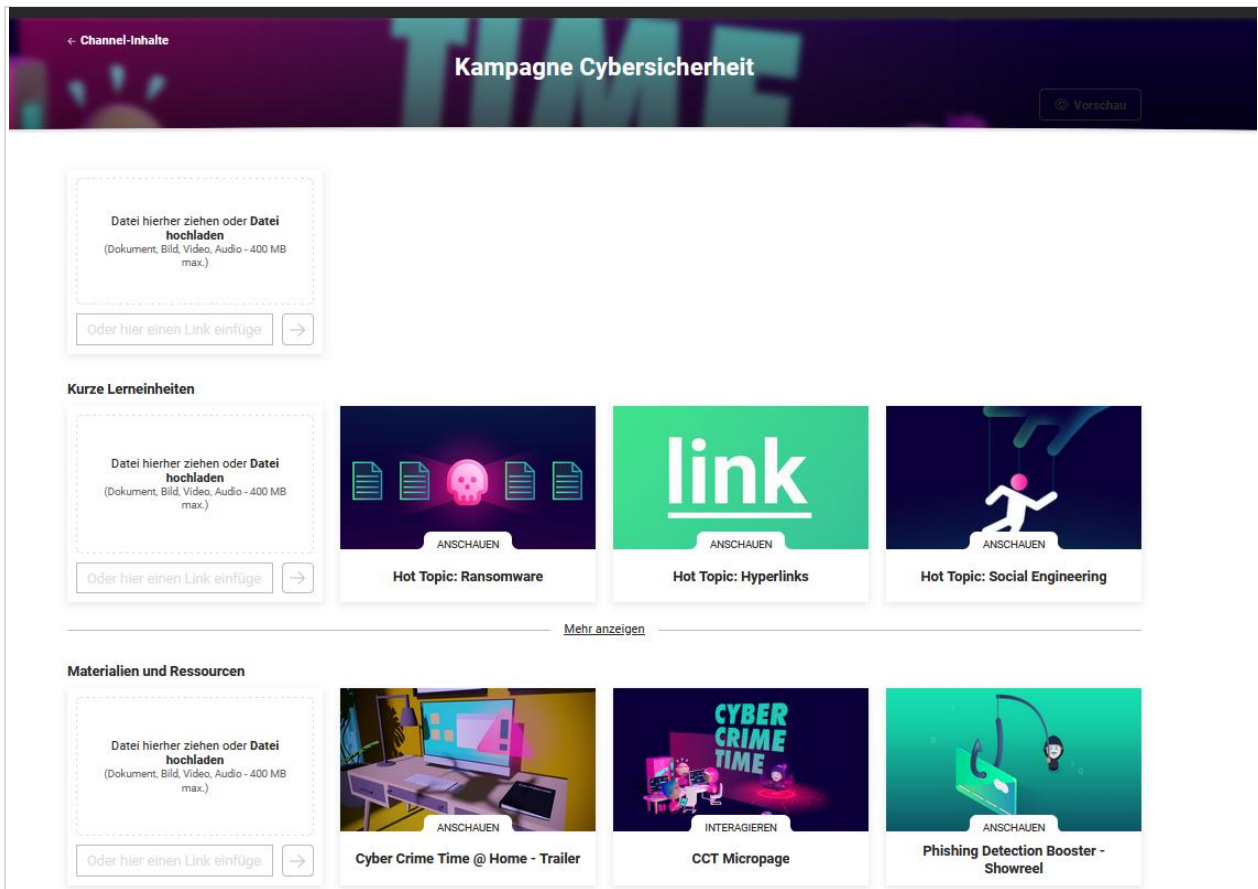 ← Channel-Inhalte
TIME
Kampagne Cybersicherheit
Vorschau
Datei hierher ziehen oder Datei
hochladen
(Dokument, Bild, Video, Audio - 400 MB
max.)
Oder hier einen Link einfüge
Kurze Lerneinheiten
Datei hierher ziehen oder Datei
hochladen
(Dokument, Bild, Video, Audio - 400 MB
max.)
Oder hier einen Link einfüge
link
ANSCHAUEN
ANSCHAUEN
ANSCHAUEN
Hot Topic: Ransomware
Hot Topic: Hyperlinks
Hot Topic: Social Engineering
Mehr anzeigen
Materialien und Ressourcen
Datei hierher ziehen oder Datei
hochladen
(Dokument, Bild, Video, Audio - 400 MB
max.)
Oder hier einen Link einfüge
CYBER
CRIME
TIME
ANSCHAUEN
INTERAGIEREN
ANSCHAUEN
Cyber Crime Time @ Home - Trailer
CCT Micropage
Phishing Detection Booster -
Showreel